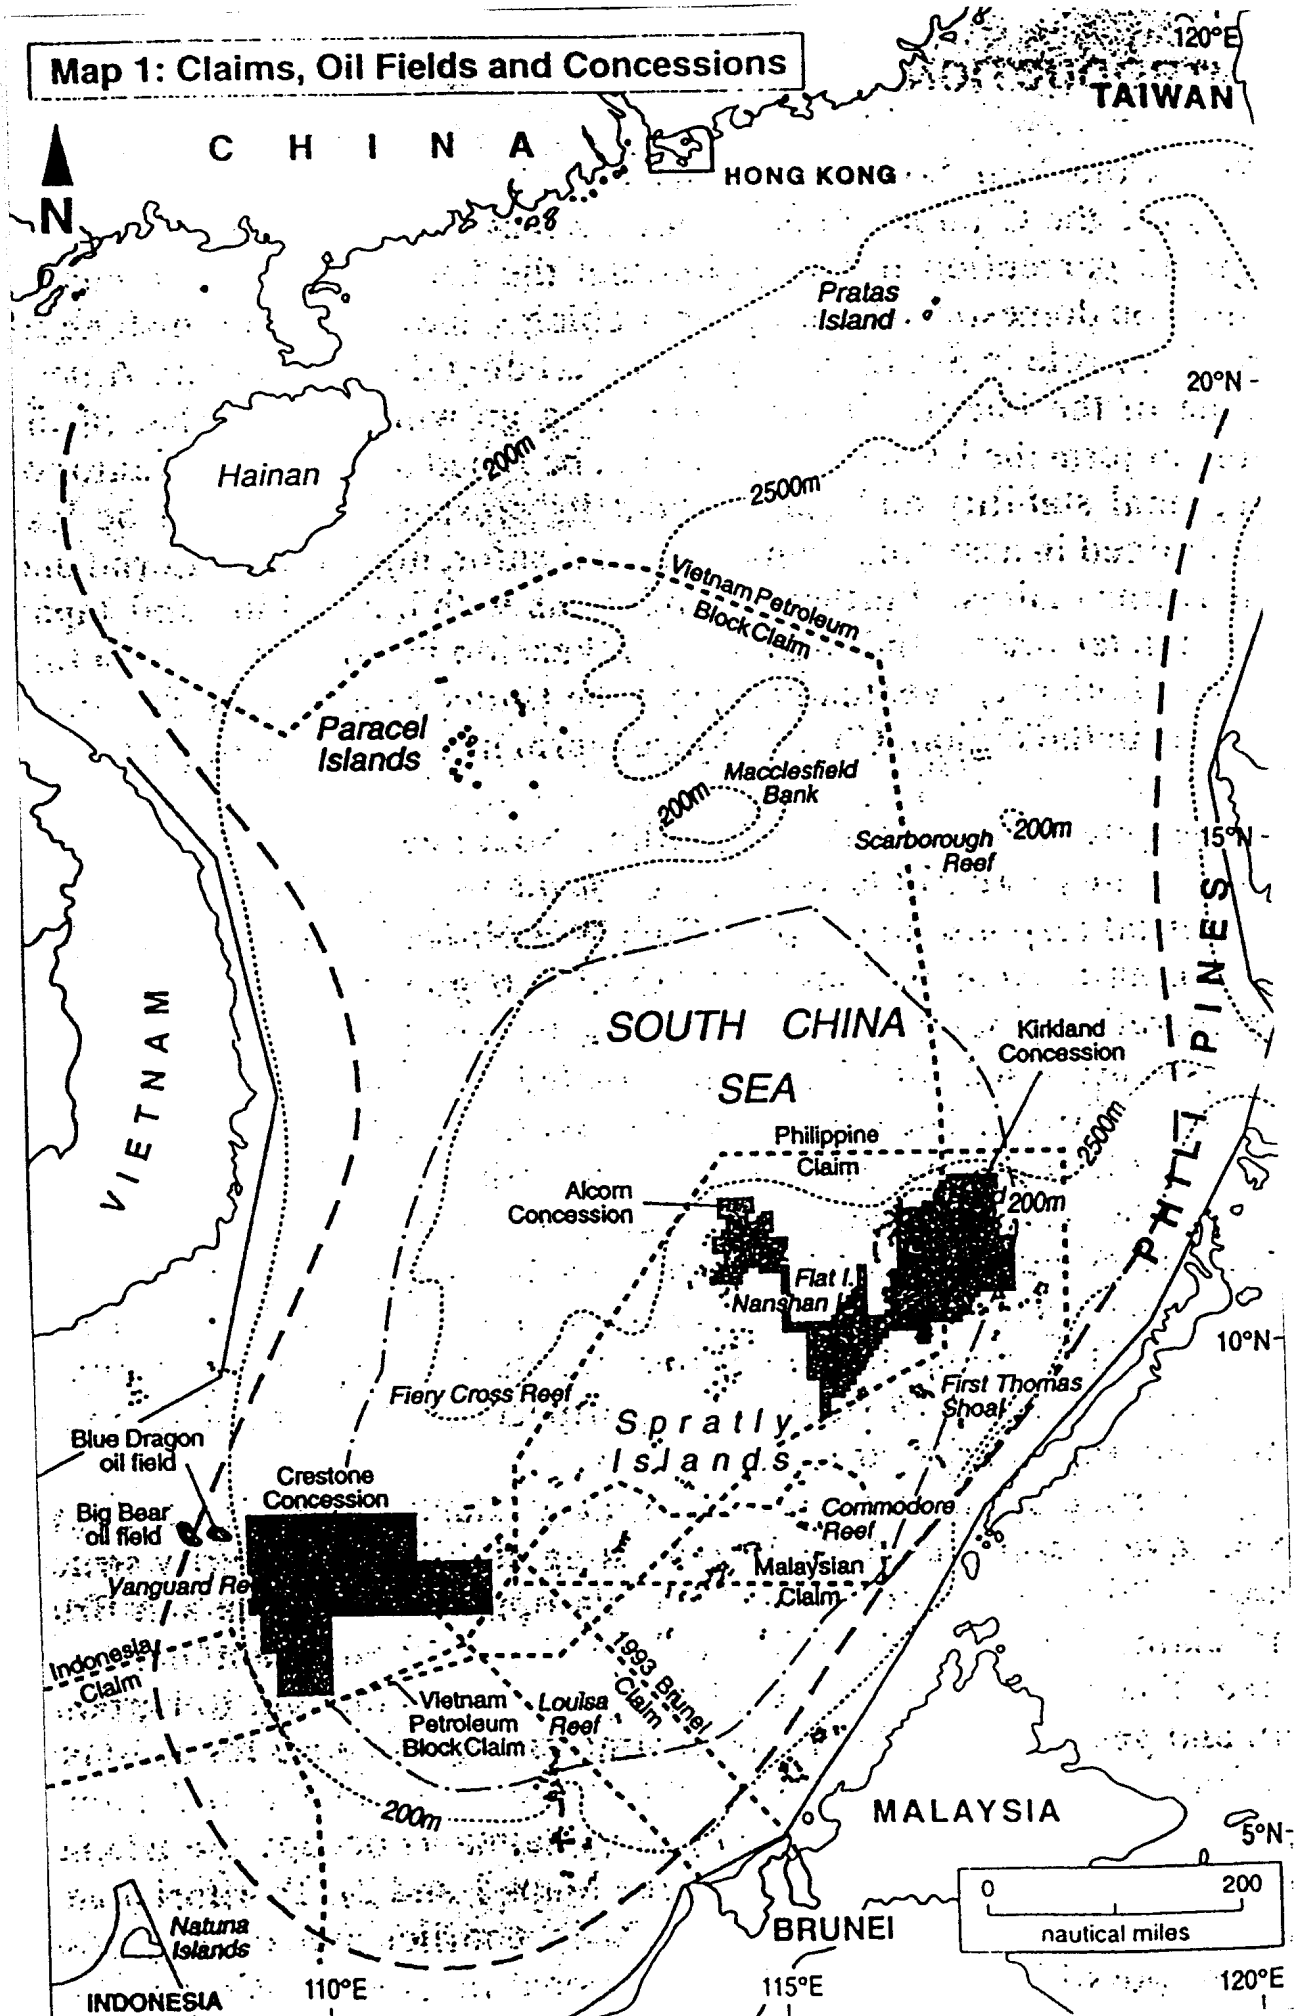 Map 1: Claims, Oil Fields and Concessions
120°E
TAIWAN
CHINA
HONG KONG
N
Pratas
Island
20°N
Hainan
200m
2500m
Vietnam Petroleum
Block Claim
Paracel
Islands
Macclesfield
Bank
200m
Scarborough
Reef
200m
15°N
PHILIPPINES
VIETNAM
SOUTH CHINA
SEA
Kirkland
Concession
2500m
Philippine
Claim
Alcorn
Concession
200m
Flat I.
Nanshan I.
10°N
Fiery Cross Reef
First Thomas
Shoal
Spratly
Islands
Blue Dragon
oil field
Crestone
Concession
Big Bear
oil field
Commodore
Reef
Vanguard Re
Malaysian
Claim
Indonesia
Claim
1993 Brunei
Claim
Vietnam
Petroleum
Block Claim
Louisa
Reef
200m
MALAYSIA
5°N
0 200
nautical miles
Natuna
Islands
BRUNEI
INDONESIA
110°E
115°E
120°E